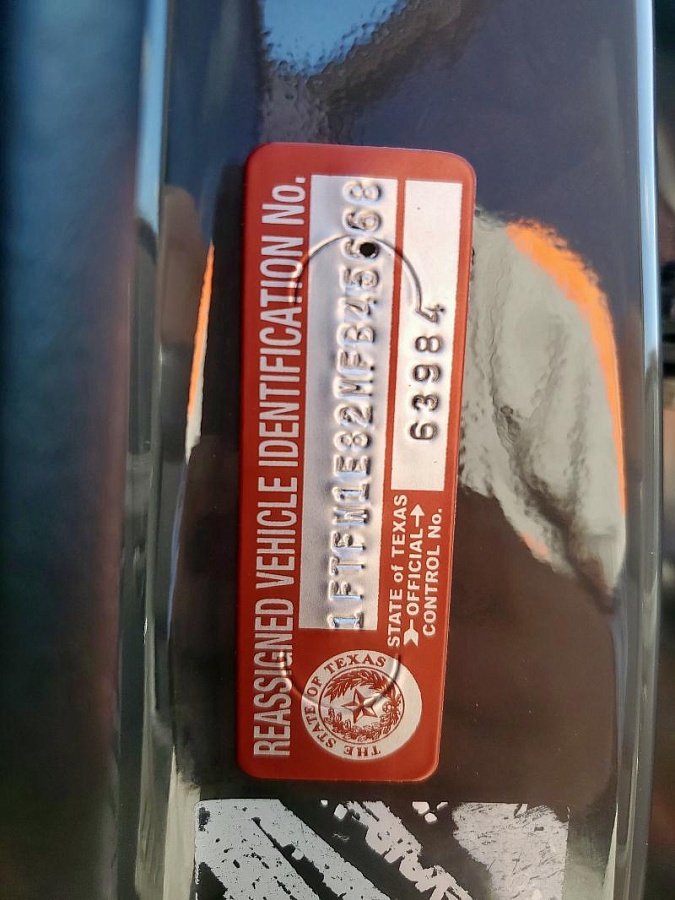 REASSIGNED VEHICLE IDENTIFICATION No.
1FTFW1E82MFB45668
THE STATE OF TEXAS
STATE of TEXAS
OFFICIAL
CONTROL No.
63984